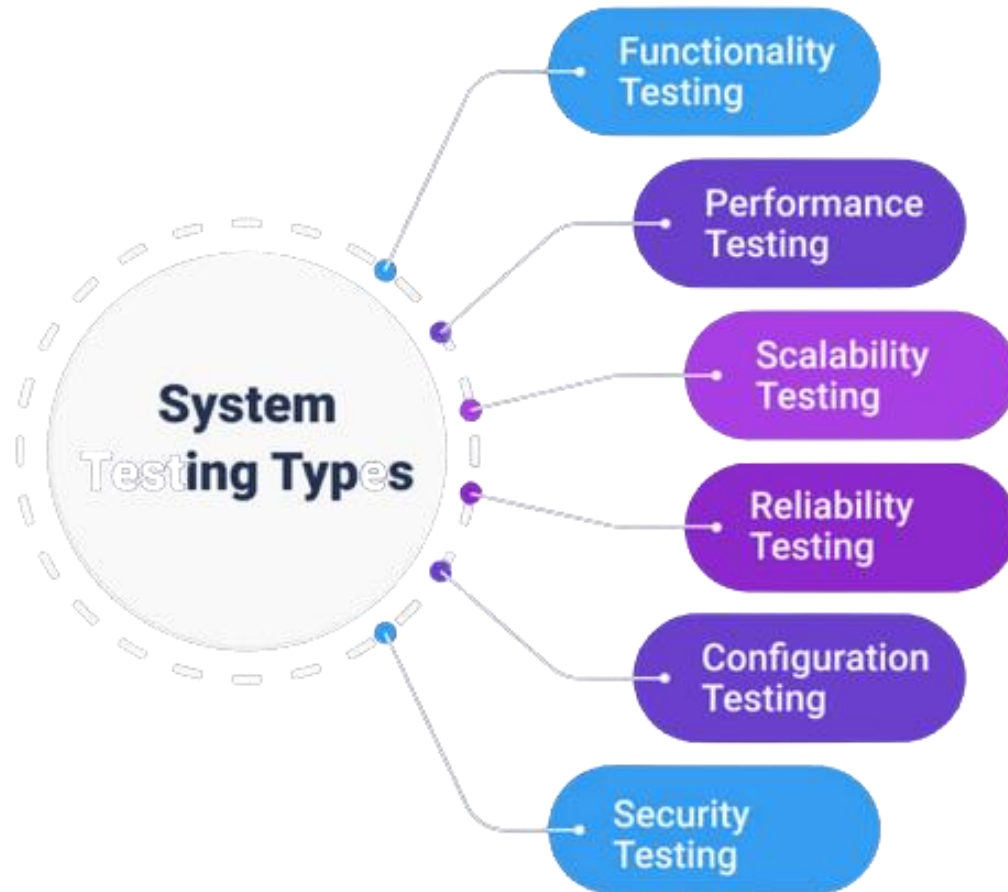 System
Testing Types
Functionality
Testing
Performance
Testing
Scalability
Testing
Reliability
Testing
Configuration
Testing
Security
Testing